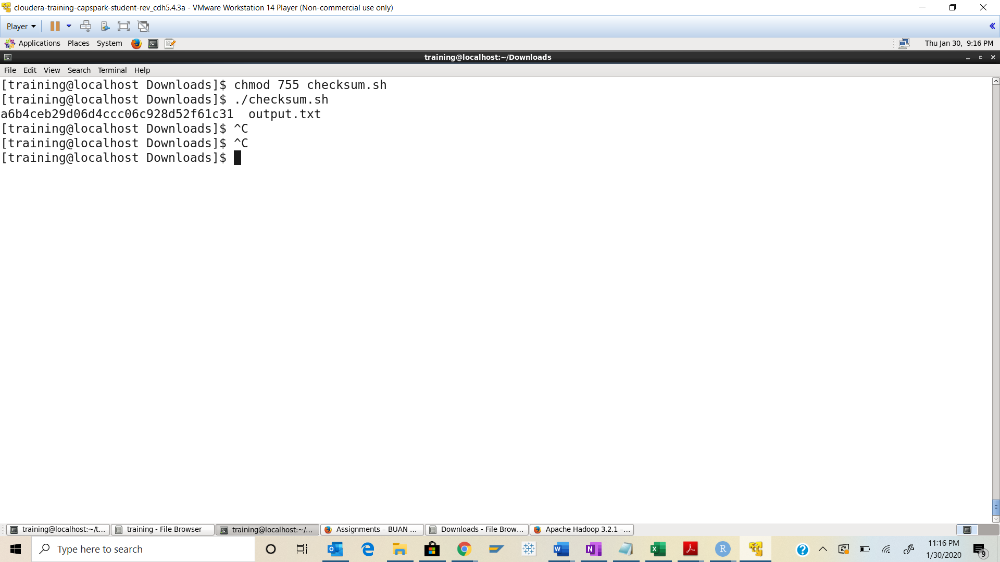 cloudera-training-capspark-student-rev_cdh5.4.3a - VMware Workstation 14 Player (Non-commercial use only)
Player
Applications Places System Thu Jan 30, 9:16 PM
training@localhost:~/Downloads
File Edit View Search Terminal Help
[training@localhost Downloads]$ chmod 755 checksum.sh
[training@localhost Downloads]$ ./checksum.sh
a6b4ceb29d06d4ccc06c928d52f61c31  output.txt
[training@localhost Downloads]$ ^C
[training@localhost Downloads]$ ^C
[training@localhost Downloads]$
training@localhost:~/t... training - File Browser training@localhost:~/... Assignments – BUAN ... Downloads - File Brow... Apache Hadoop 3.2.1 –...
Type here to search
11:16 PM
1/30/2020
9